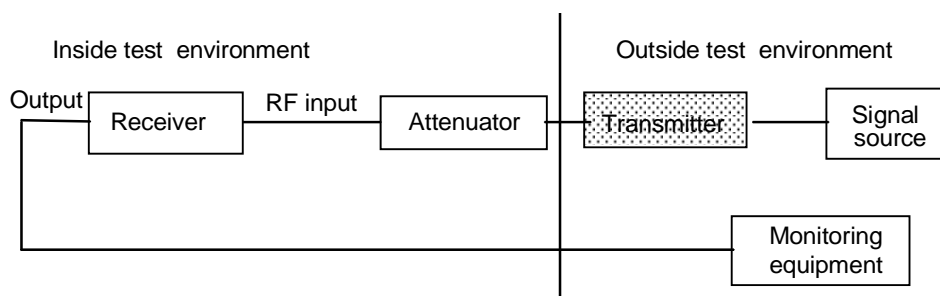 Inside test environment
Outside test environment
Output
RF input
Receiver
Attenuator
Transmitter
Signal
source
Monitoring
equipment